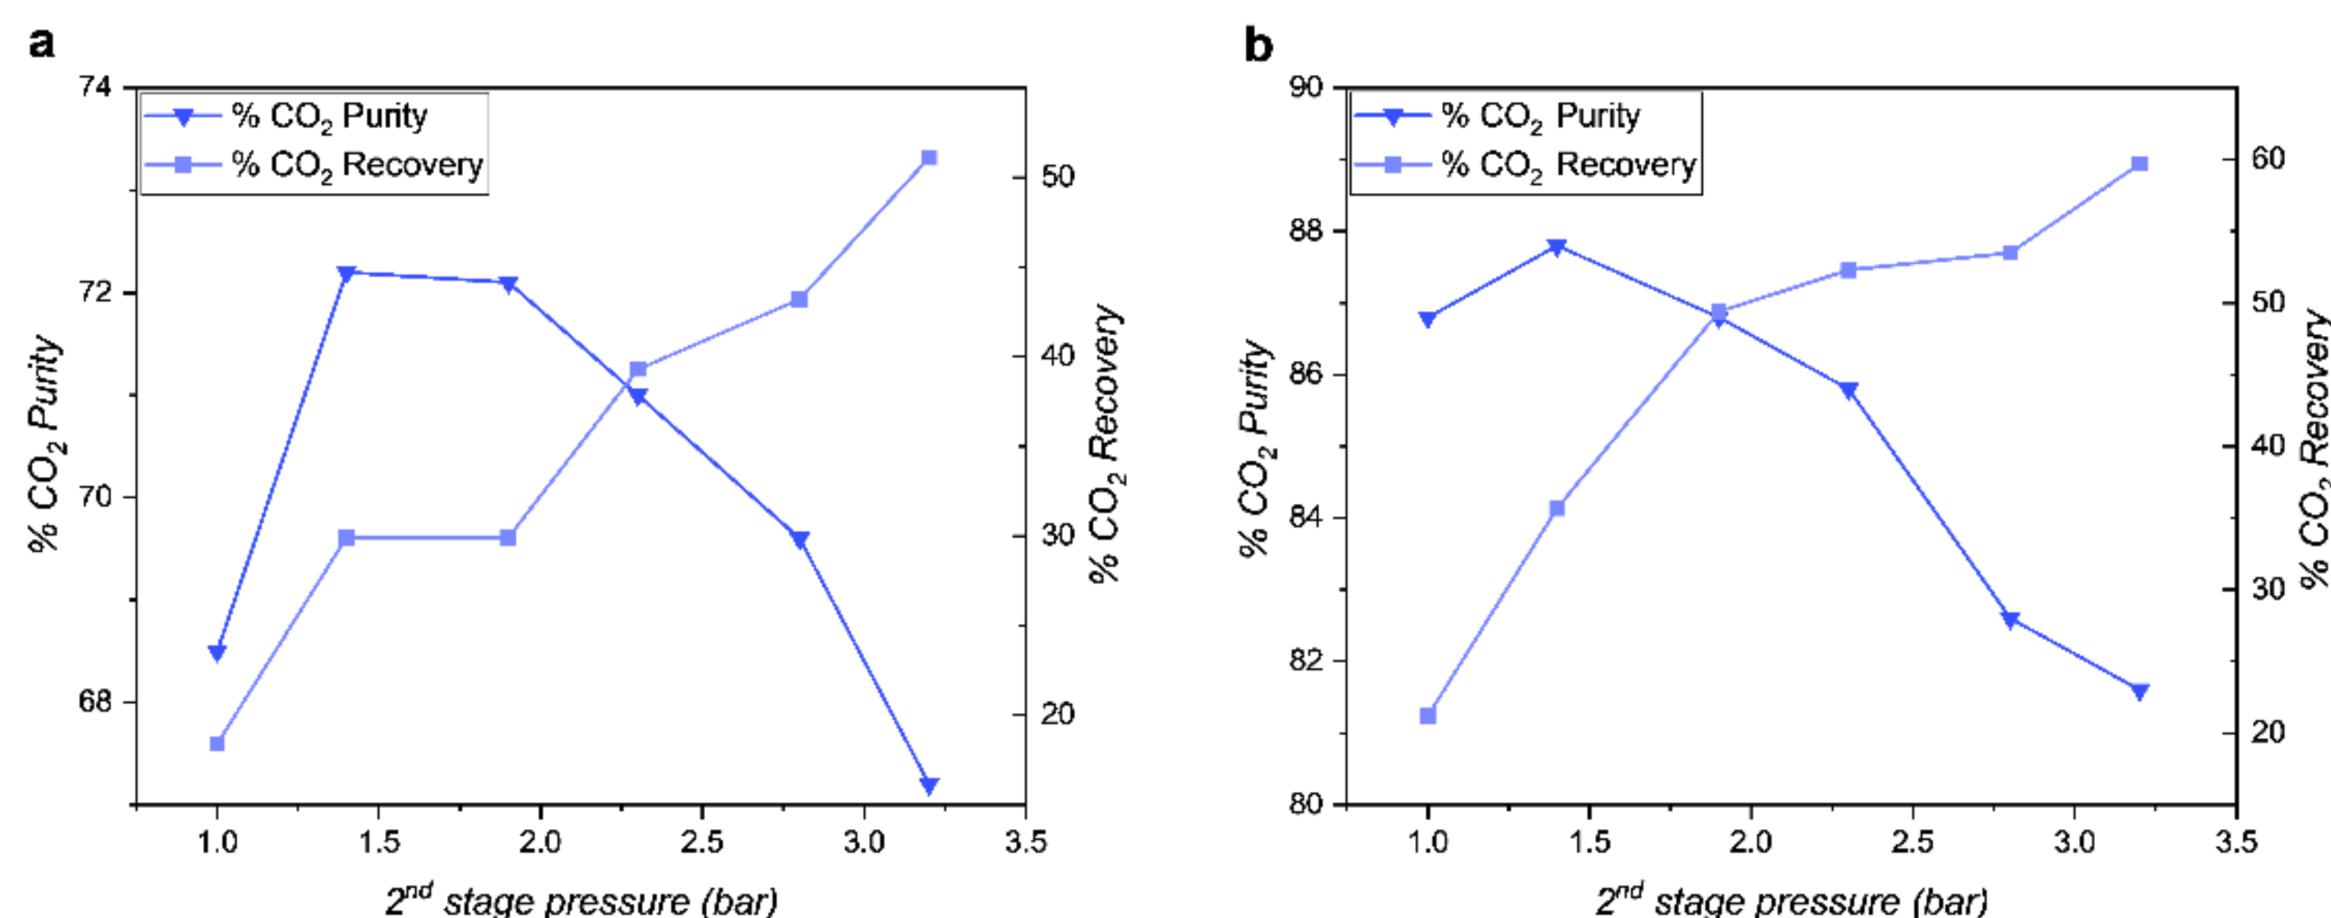 a
74
72
70
68
% CO2 Purity
% CO2 Recovery
% CO2 Purity
50
40
30
20
% CO2 Recovery
1.0 1.5 2.0 2.5 3.0 3.5
2nd stage pressure (bar)
b
90
88
86
84
82
80
% CO2 Purity
% CO2 Recovery
% CO2 Purity
60
50
40
30
20
% CO2 Recovery
1.0 1.5 2.0 2.5 3.0 3.5
2nd stage pressure (bar)